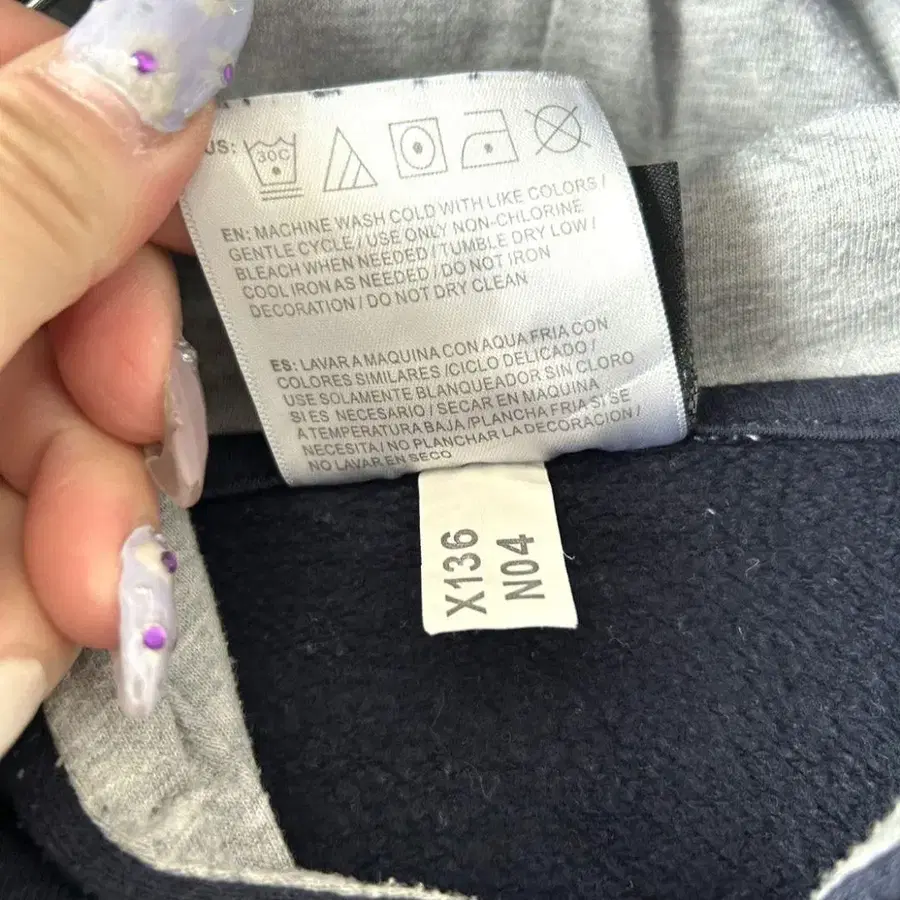 US: 30C
EN: MACHINE WASH COLD WITH LIKE COLORS /
GENTLE CYCLE / USE ONLY NON-CHLORINE
BLEACH WHEN NEEDED / TUMBLE DRY LOW /
COOL IRON AS NEEDED / DO NOT IRON
DECORATION / DO NOT DRY CLEAN
ES: LAVAR A MAQUINA CON AQUA FRIA CON
COLORES SIMILARES / CICLO DELICADO /
USE SOLAMENTE BLANQUEADOR SIN CLORO
SI ES NECESARIO / SECAR EN MAQUINA
A TEMPERATURA BAJA / PLANCHA FRIA SI SE
NECESITA / NO PLANCHAR LA DECORACION /
NO LAVAR EN SECO
X136
N04